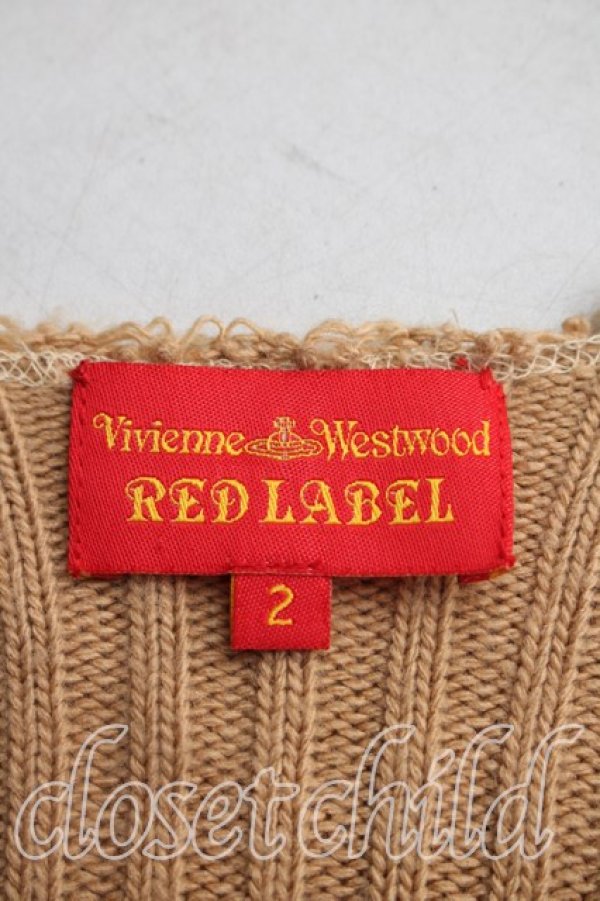 Vivienne Westwood
RED LABEL
2
closet child